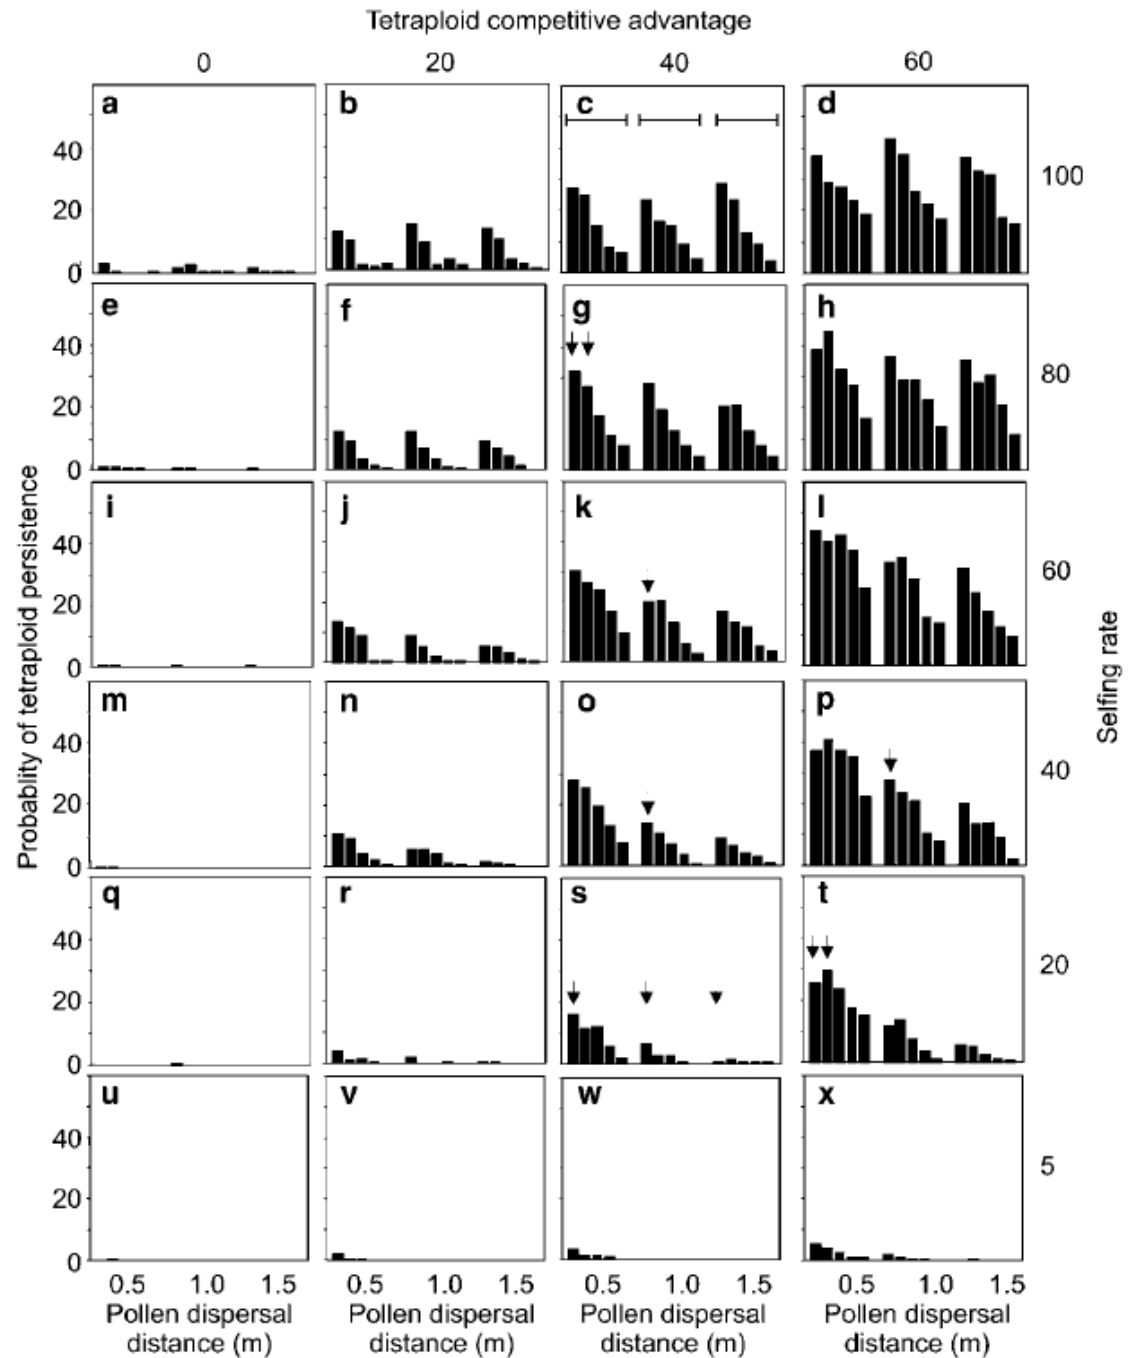 Tetraploid competitive advantage
0 20 40 60
a b c d
40
20
0
100
e f g h
40
20
0
80
i j k l
40
20
0
60
m n o p
40
20
0
40
q r s t
40
20
0
20
u v w x
40
20
0
5
Probablity of tetraploid persistence
Selfing rate
0.5 1.0 1.5 0.5 1.0 1.5 0.5 1.0 1.5 0.5 1.0 1.5
Pollen dispersal Pollen dispersal Pollen dispersal Pollen dispersal
distance (m) distance (m) distance (m) distance (m)